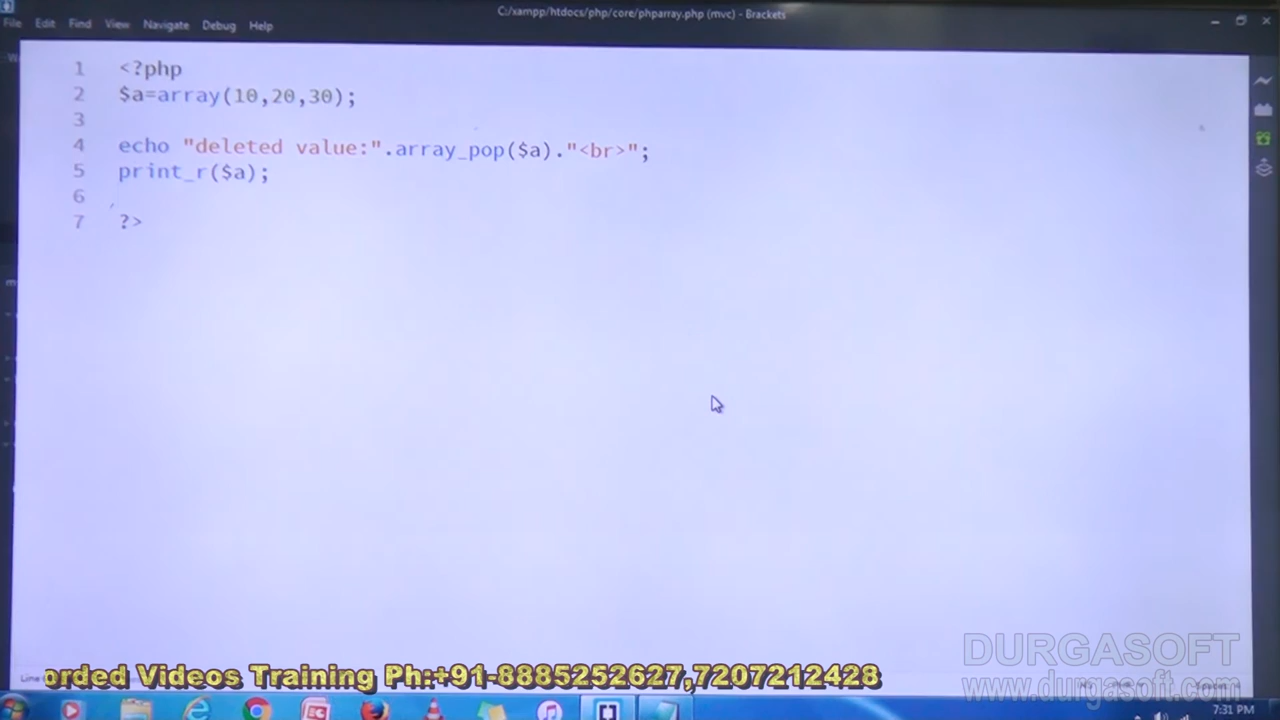 C:/xampp/htdocs/php/core/phparray.php (mvc) - Brackets
File Edit Find View Navigate Debug Help
1 <?php
2 $a=array(10,20,30);
3
4 echo "deleted value:".array_pop($a)."<br>";
5 print_r($a);
6
7 ?>
DURGASOFT
orded Videos Training Ph:+91-8885252627,7207212428
www.durgasoft.com
7:31 PM